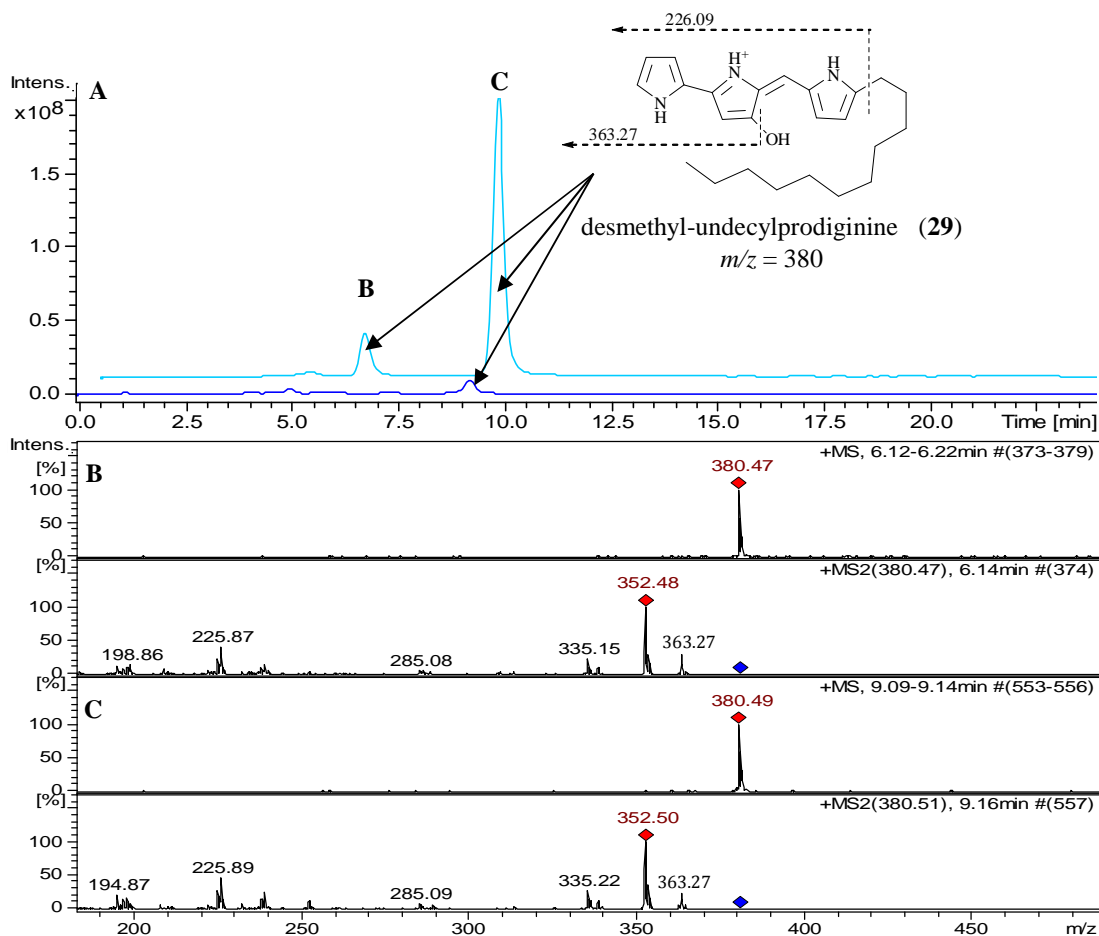 226.09
H
N
H⁺
N
N
H
OH
363.27
desmethyl-undecylprodiginine (29)
m/z = 380
Intens..
x10⁸
A
C
B
1.5
1.0
0.5
0.0
0.0 2.5 5.0 7.5 10.0 12.5 15.0 17.5 20.0 Time [min]
Intens..
[%]
B
+MS, 6.12-6.22min #(373-379)
380.47
100
50
0
[%]
+MS2(380.47), 6.14min #(374)
352.48
100
50
0
198.86
225.87
285.08
335.15
363.27
C
+MS, 9.09-9.14min #(553-556)
380.49
100
50
0
[%]
+MS2(380.51), 9.16min #(557)
352.50
100
50
0
194.87
225.89
285.09
335.22
363.27
200 250 300 350 400 450 m/z